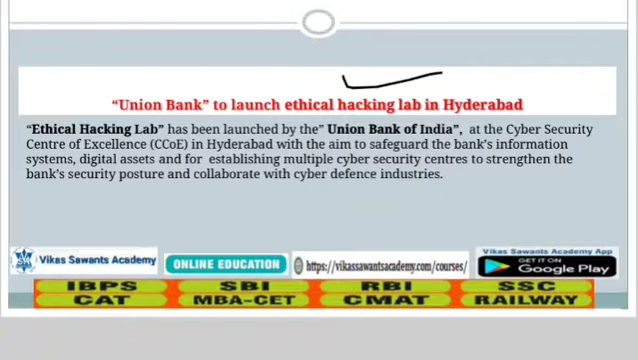 “Union Bank” to launch ethical hacking lab in Hyderabad
“Ethical Hacking Lab” has been launched by the” Union Bank of India”, at the Cyber Security
Centre of Excellence (CCoE) in Hyderabad with the aim to safeguard the bank’s information
systems, digital assets and for establishing multiple cyber security centres to strengthen the
bank’s security posture and collaborate with cyber defence industries.
Vikas Sawants Academy
ONLINE EDUCATION
https://vikassawantsacademy.com/courses/
Vikas Sawants Academy App
GET IT ON
Google Play
IBPS SBI RBI SSC
CAT MBA-CET CMAT RAILWAY